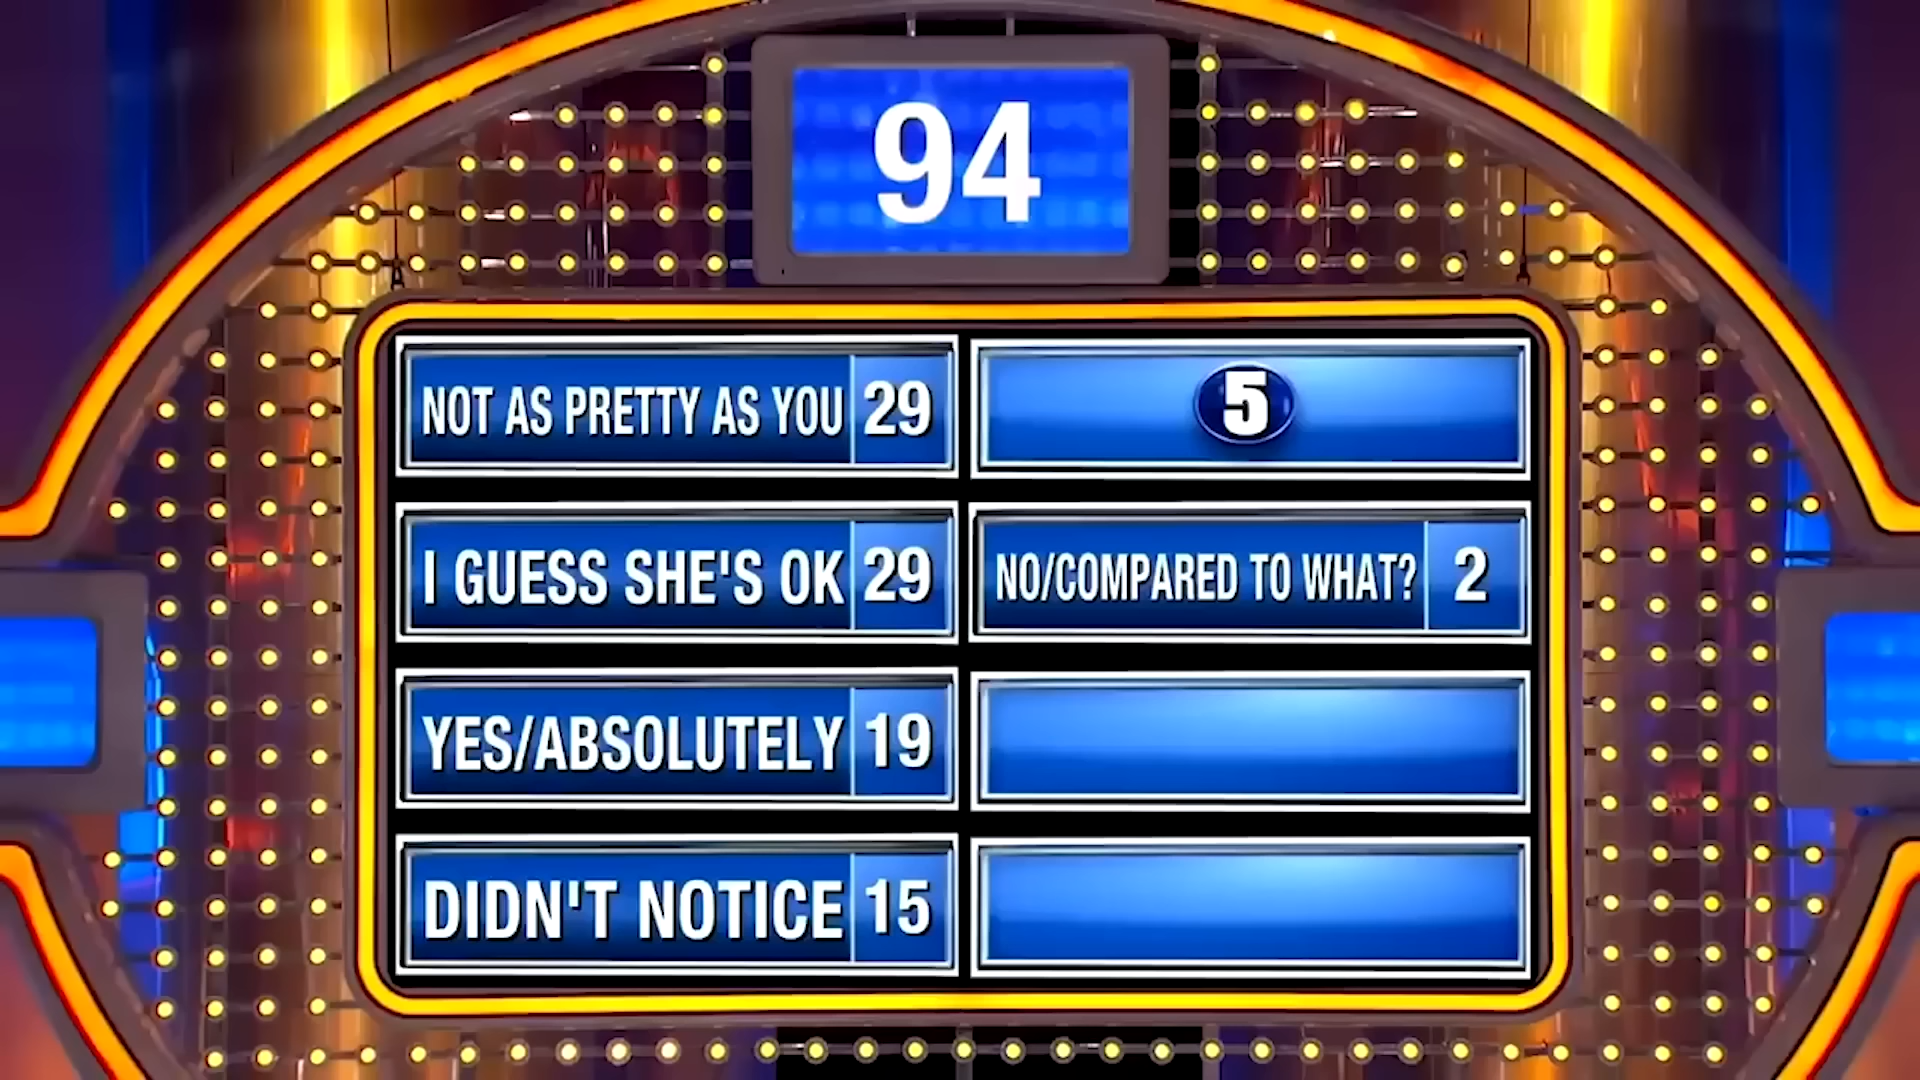 94
NOT AS PRETTY AS YOU 29
I GUESS SHE'S OK 29
YES/ABSOLUTELY 19
DIDN'T NOTICE 15
5
NO/COMPARED TO WHAT? 2